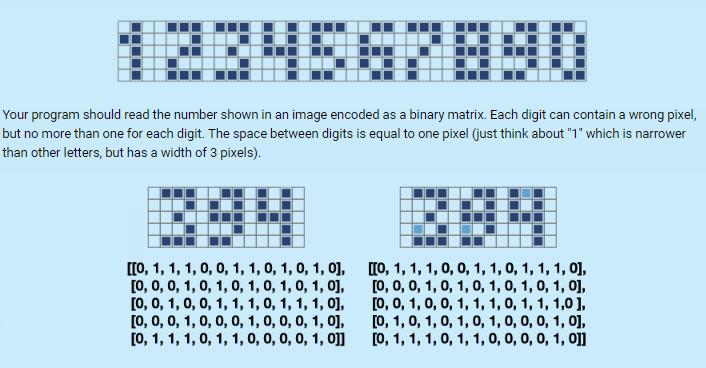 1234567890
Your program should read the number shown in an image encoded as a binary matrix. Each digit can contain a wrong pixel,
but no more than one for each digit. The space between digits is equal to one pixel (just think about "1" which is narrower
than other letters, but has a width of 3 pixels).
394 394
[[0, 1, 1, 1, 0, 0, 1, 1, 0, 1, 0, 1, 0], [[0, 1, 1, 1, 0, 0, 1, 1, 0, 1, 1, 1, 0],
[0, 0, 0, 1, 0, 1, 0, 1, 0, 1, 0, 1, 0], [0, 0, 0, 1, 0, 1, 0, 1, 0, 1, 0, 1, 0],
[0, 0, 1, 0, 0, 1, 1, 1, 0, 1, 1, 1, 0], [0, 0, 1, 0, 0, 1, 1, 1, 0, 1, 1, 1,0 ],
[0, 0, 0, 1, 0, 0, 0, 1, 0, 0, 0, 1, 0], [0, 1, 0, 1, 0, 1, 0, 1, 0, 0, 0, 1, 0],
[0, 1, 1, 1, 0, 1, 1, 0, 0, 0, 0, 1, 0]] [0, 1, 1, 1, 0, 1, 1, 0, 0, 0, 0, 1, 0]]